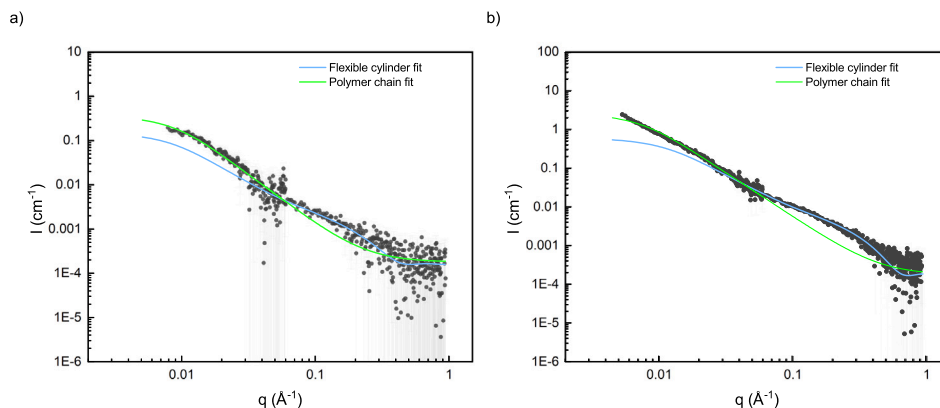 a)
10
1
0.1
0.01
0.001
1E-4
1E-5
1E-6
I (cm⁻¹)
Flexible cylinder fit
Polymer chain fit
0.01
0.1
1
q (Å⁻¹)
b)
100
10
1
0.1
0.01
0.001
1E-4
1E-5
1E-6
I (cm⁻¹)
Flexible cylinder fit
Polymer chain fit
0.01
0.1
1
q (Å⁻¹)